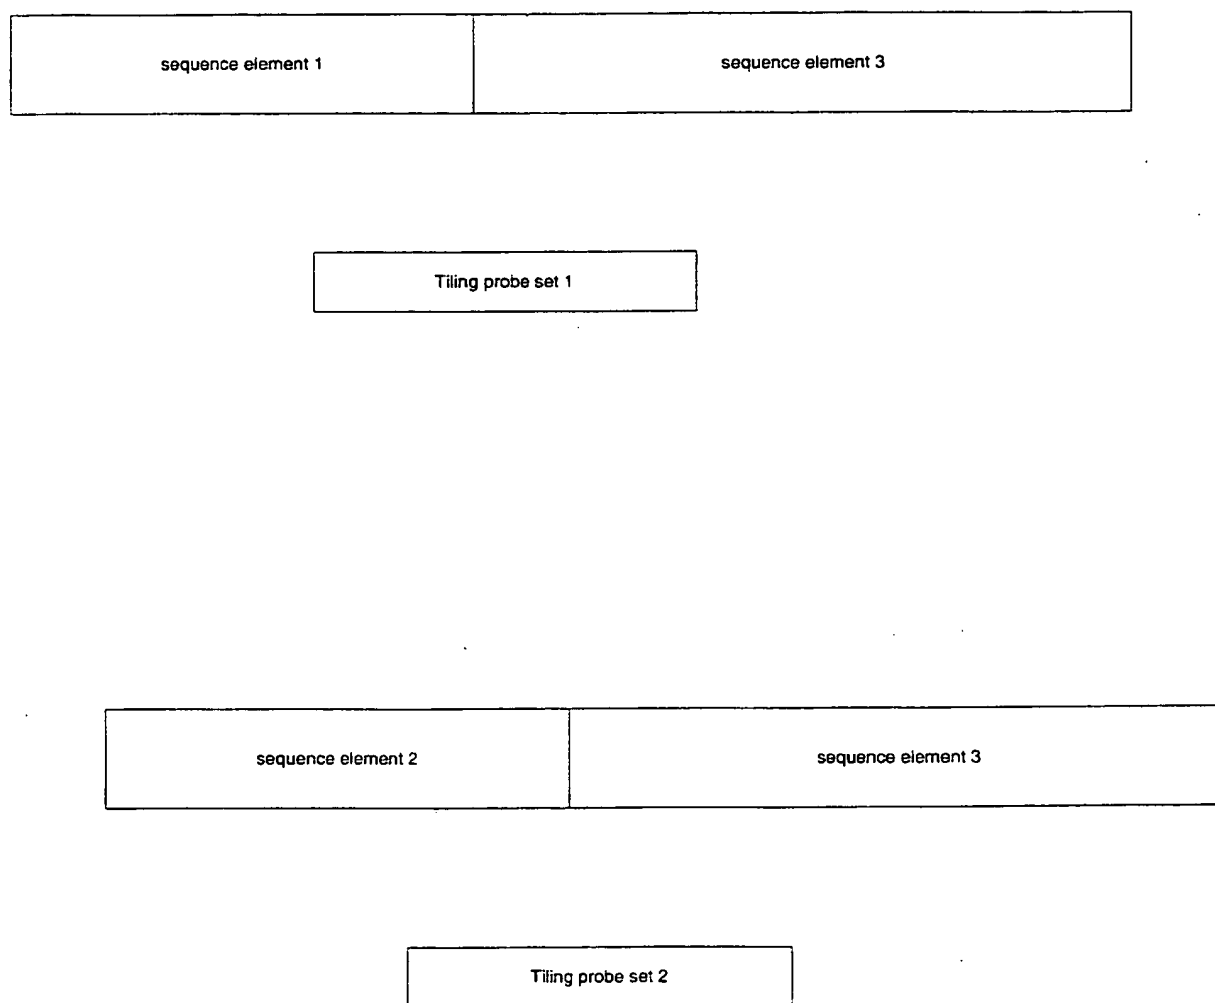 sequence element 1 sequence element 3
Tiling probe set 1
sequence element 2 sequence element 3
Tiling probe set 2